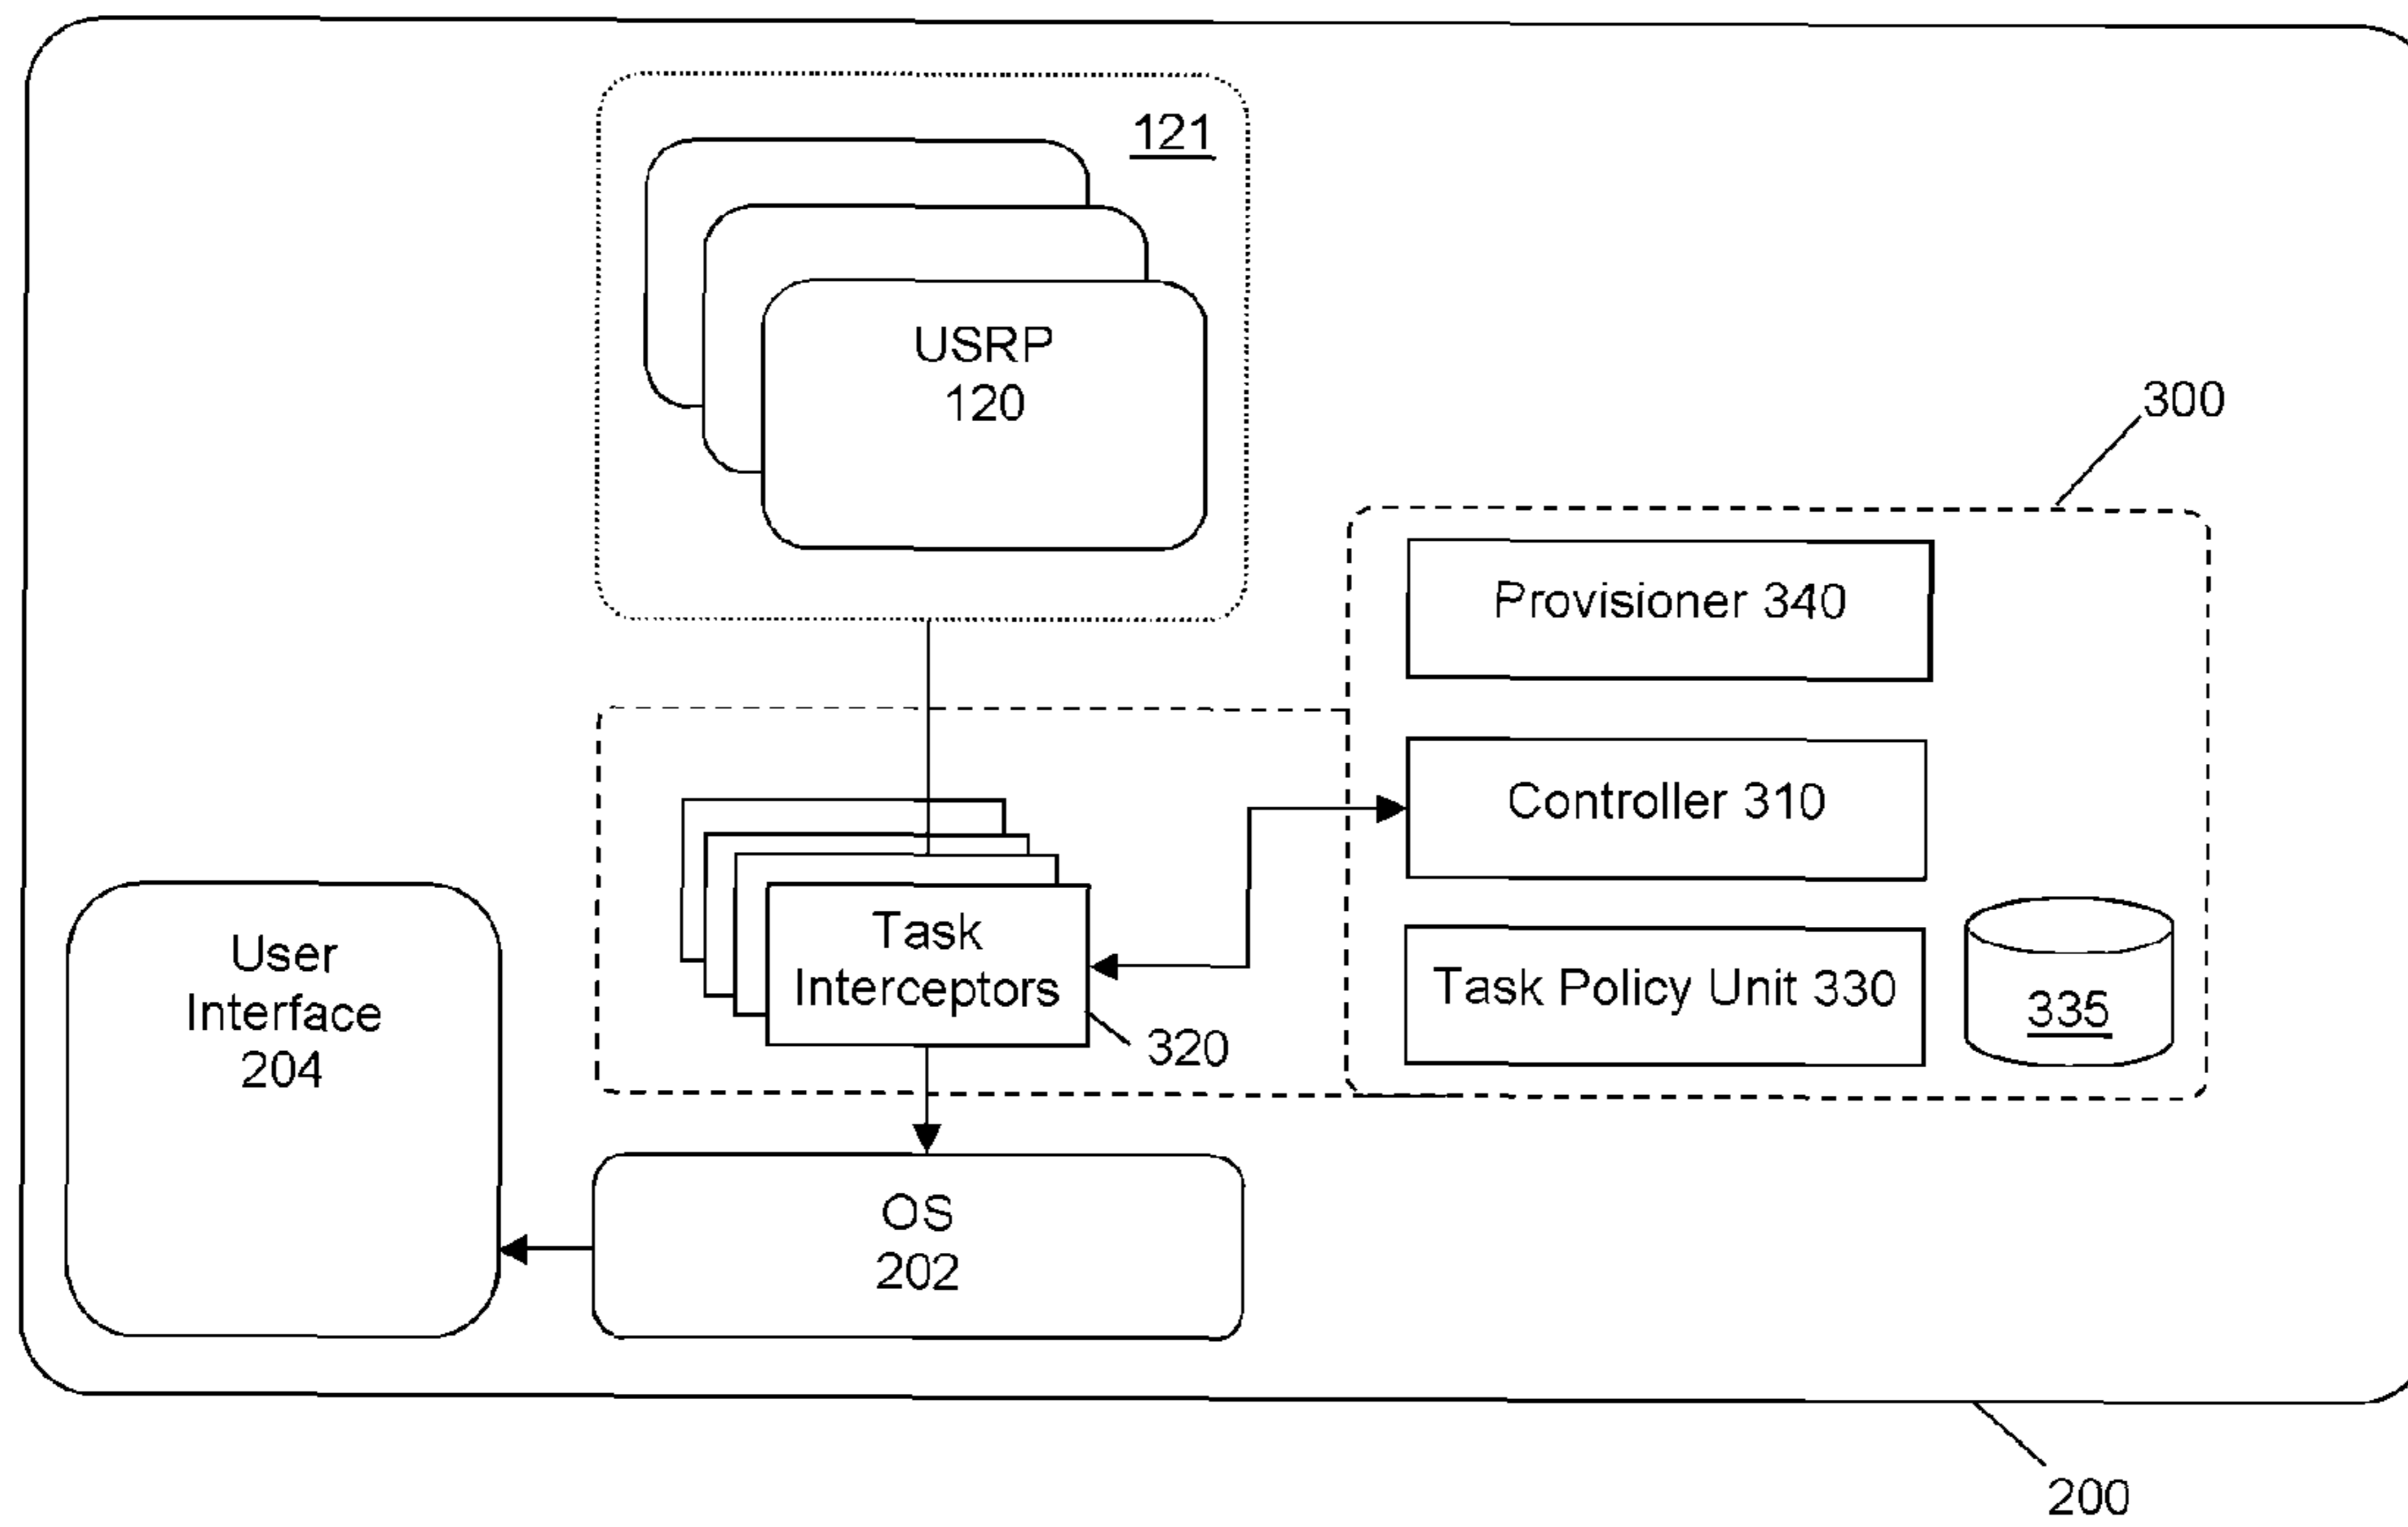 121
USRP
120
300
Provisioner 340
Controller 310
Task
Interceptors
320
Task Policy Unit 330
335
User
Interface
204
OS
202
200